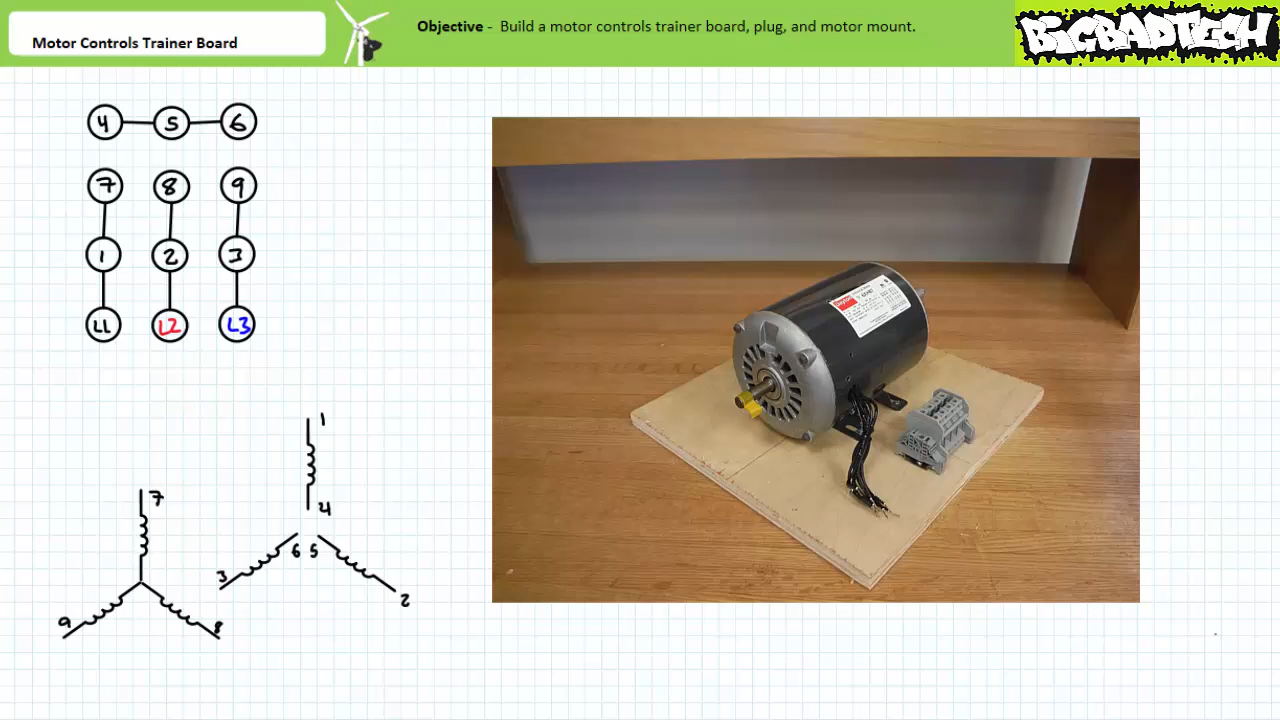 Motor Controls Trainer Board
Objective - Build a motor controls trainer board, plug, and motor mount.
BIGBADTECH
4 5 6
7 8 9
1 2 3
L1 L2 L3
1
4
7
6 5
3
2
9
8
Dayton